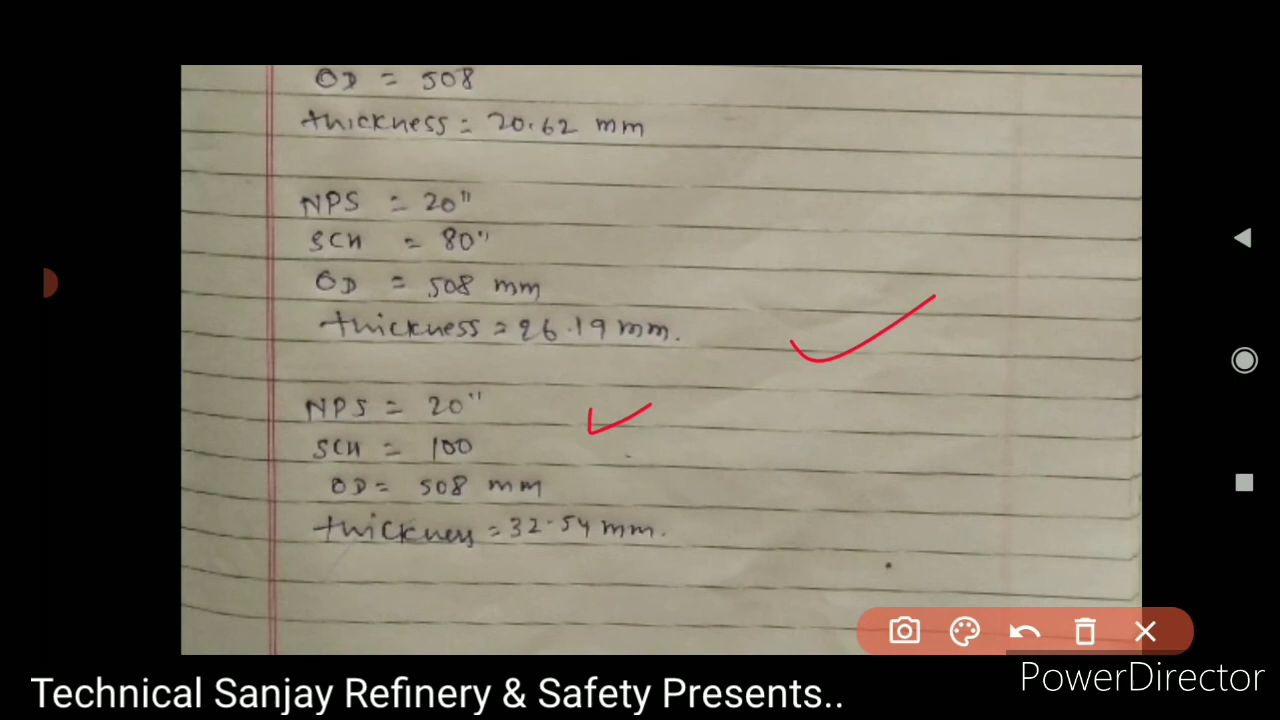 OD = 508
thickness = 20.62 mm
NPS = 20"
SCH = 80"
OD = 508 mm
thickness = 26.19 mm.
NPS = 20"
SCH = 100
OD = 508 mm
thickness = 32.54 mm.
PowerDirector
Technical Sanjay Refinery & Safety Presents..